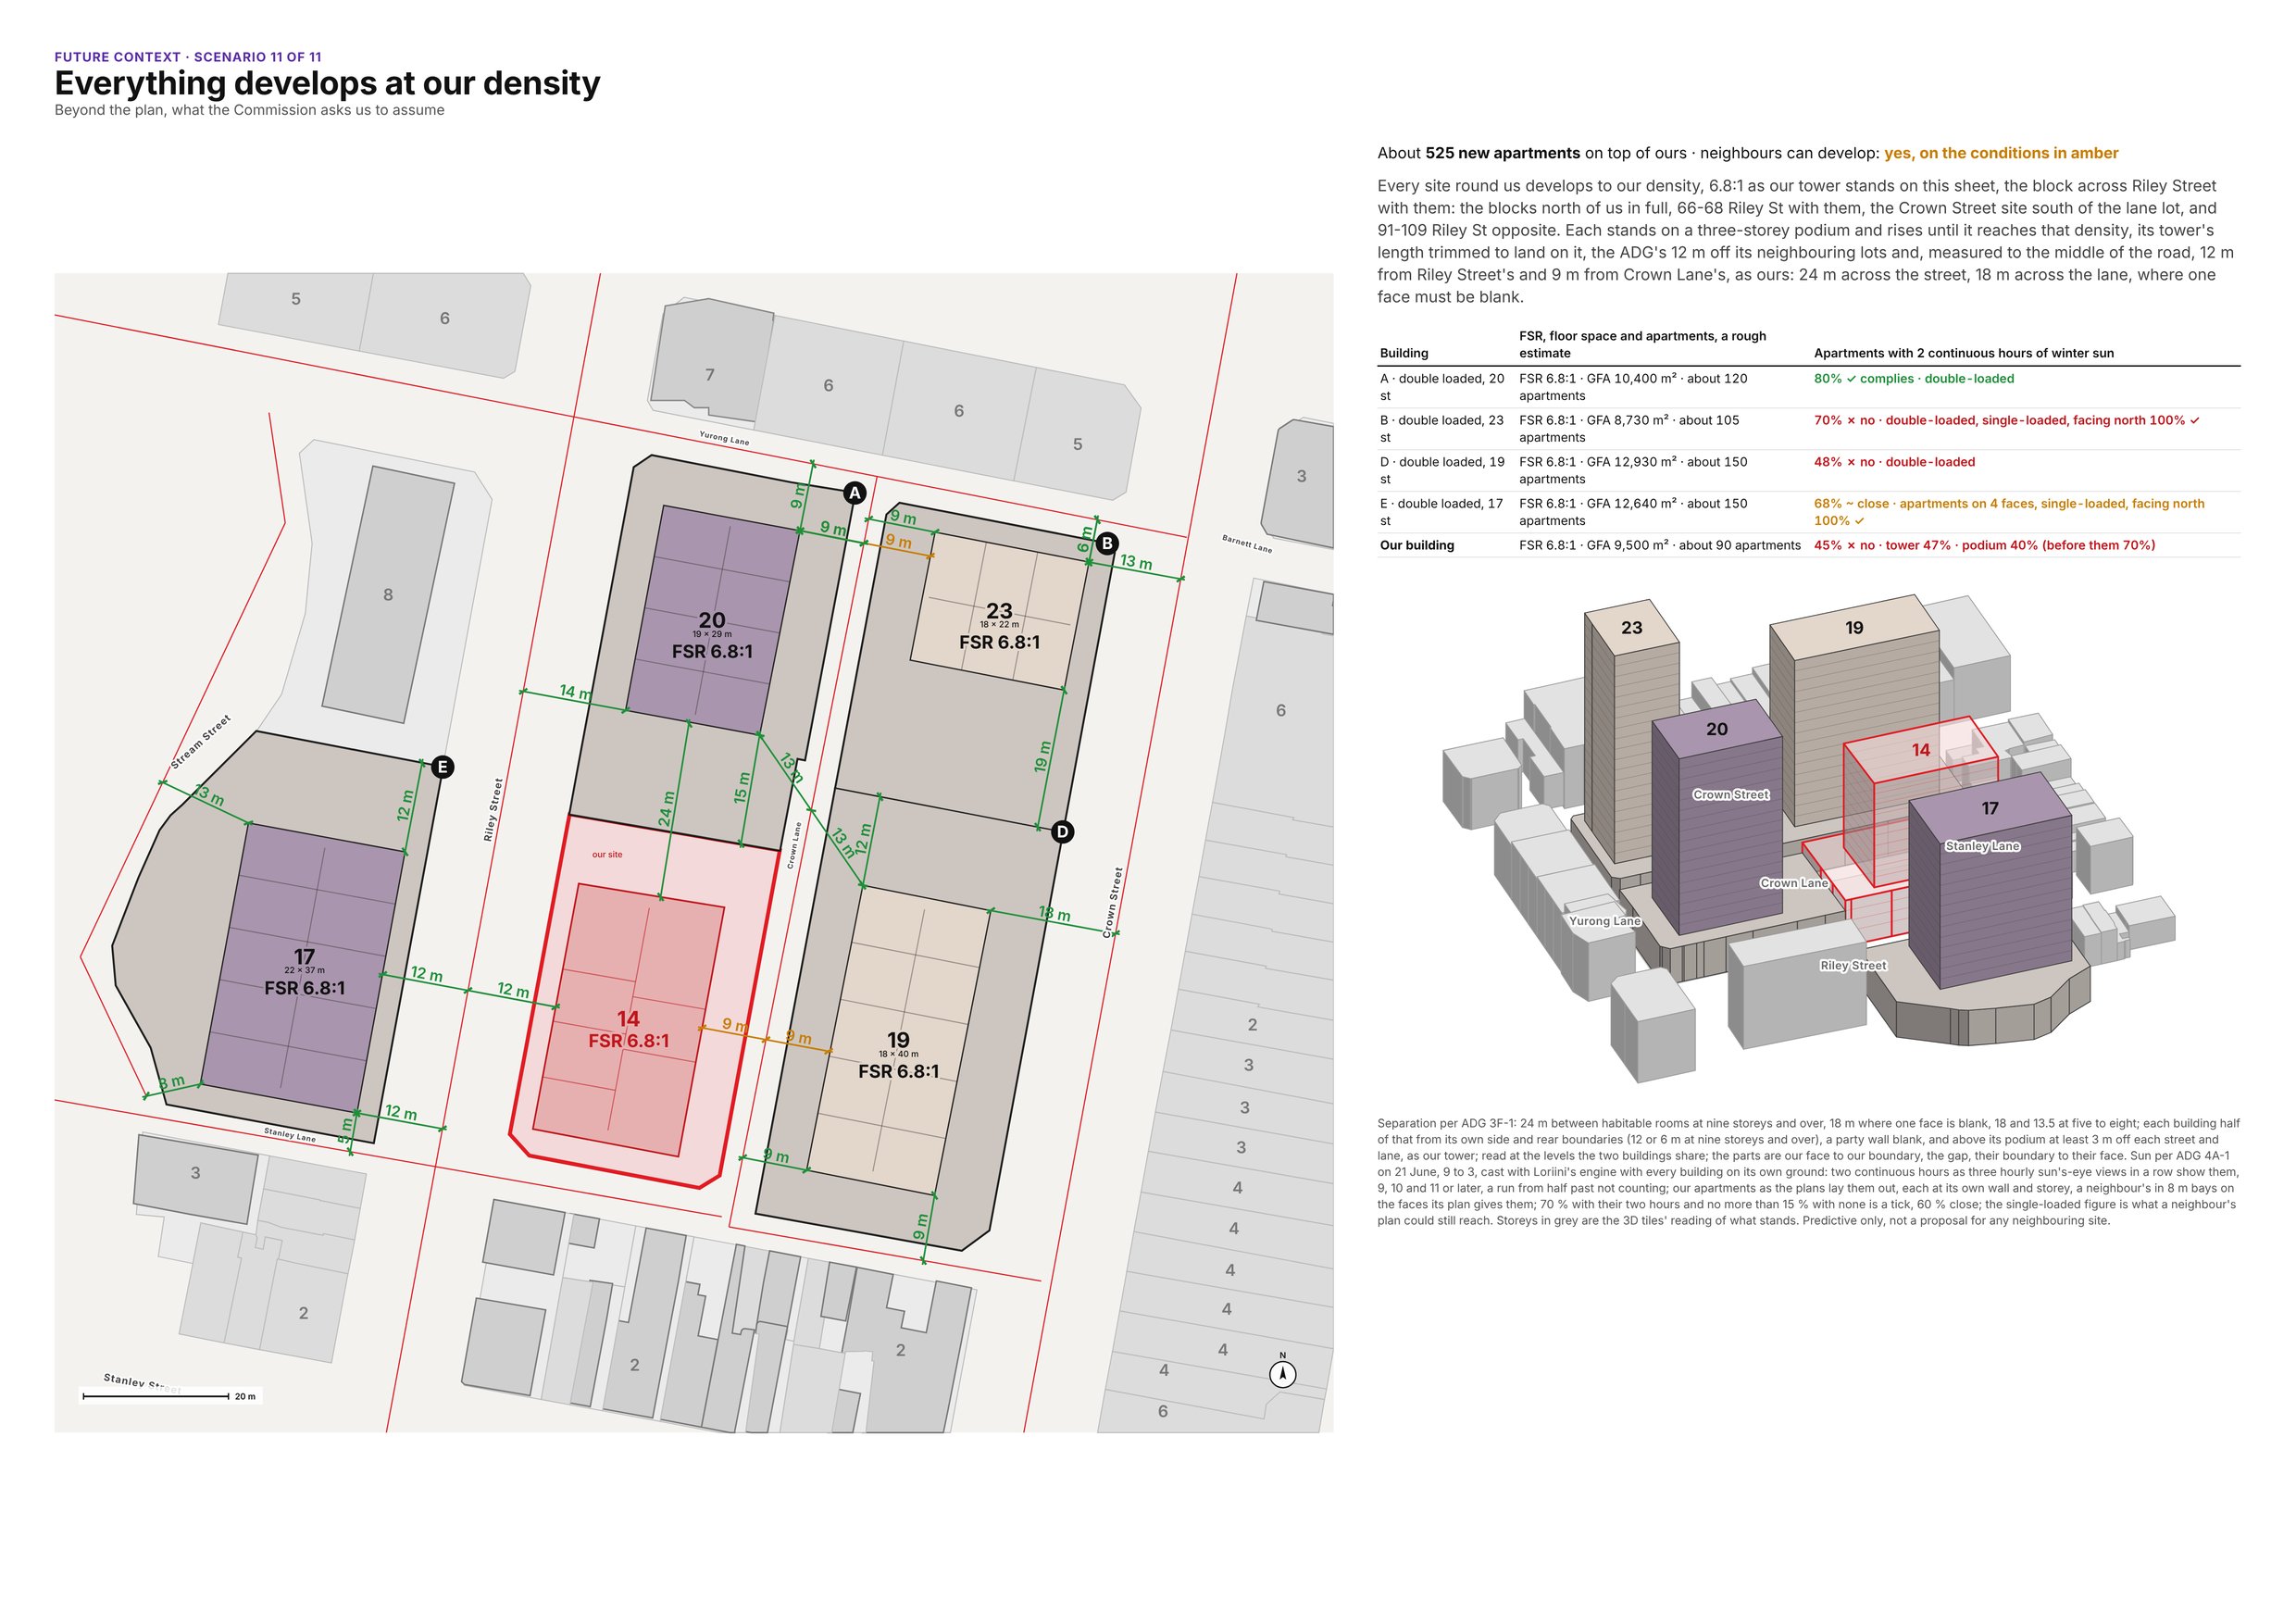 FUTURE CONTEXT · SCENARIO 11 OF 11
Everything develops at our density
Beyond the plan, what the Commission asks us to assume
About 525 new apartments on top of ours · neighbours can develop: yes, on the conditions in amber
Every site round us develops to our density, 6.8:1 as our tower stands on this sheet, the block across Riley Street
with them: the blocks north of us in full, 66-68 Riley St with them, the Crown Street site south of the lane lot, and
91-109 Riley St opposite. Each stands on a three-storey podium and rises until it reaches that density, its tower's
length trimmed to land on it, the ADG's 12 m off its neighbouring lots and, measured to the middle of the road, 12 m
from Riley Street's and 9 m from Crown Lane's, as ours: 24 m across the street, 18 m across the lane, where one
face must be blank.
Building
FSR, floor space and apartments, a rough
estimate
Apartments with 2 continuous hours of winter sun
A · double loaded, 20
st
FSR 6.8:1 · GFA 10,400 m² · about 120
apartments
80% ✓ complies · double-loaded
B · double loaded, 23
st
FSR 6.8:1 · GFA 8,730 m² · about 105
apartments
70% × no · double-loaded, single-loaded, facing north 100% ✓
D · double loaded, 19
st
FSR 6.8:1 · GFA 12,930 m² · about 150
apartments
48% × no · double-loaded
E · double loaded, 17
st
FSR 6.8:1 · GFA 12,640 m² · about 150
apartments
68% ~ close · apartments on 4 faces, single-loaded, facing north
100% ✓
Our building
FSR 6.8:1 · GFA 9,500 m² · about 90 apartments
45% × no · tower 47% · podium 40% (before them 70%)
5
6
7
6
6
5
3
8
6
Yurong Lane
Barnett Lane
Stream Street
Riley Street
Crown Lane
Crown Street
Stanley Lane
Stanley Street
A
B
D
E
9 m
9 m
9 m
9 m
6 m
13 m
20
19 × 29 m
FSR 6.8:1
23
18 × 22 m
FSR 6.8:1
14 m
13 m
13 m
15 m
24 m
19 m
12 m
18 m
13 m
12 m
our site
17
22 × 37 m
FSR 6.8:1
12 m
12 m
14
FSR 6.8:1
9 m
9 m
19
18 × 40 m
FSR 6.8:1
8 m
12 m
5 m
9 m
9 m
3
2
2
2
2
3
3
3
4
4
4
4
4
4
6
20 m
N
23
19
20
14
17
Crown Street
Stanley Lane
Crown Lane
Yurong Lane
Riley Street
Separation per ADG 3F-1: 24 m between habitable rooms at nine storeys and over, 18 m where one face is blank, 18 and 13.5 at five to eight; each building half
of that from its own side and rear boundaries (12 or 6 m at nine storeys and over), a party wall blank, and above its podium at least 3 m off each street and
lane, as our tower; read at the levels the two buildings share; the parts are our face to our boundary, the gap, their boundary to their face. Sun per ADG 4A-1
on 21 June, 9 to 3, cast with Loriini's engine with every building on its own ground: two continuous hours as three hourly sun's-eye views in a row show them,
9, 10 and 11 or later, a run from half past not counting; our apartments as the plans lay them out, each at its own wall and storey, a neighbour's in 8 m bays on
the faces its plan gives them; 70 % with their two hours and no more than 15 % with none is a tick, 60 % close; the single-loaded figure is what a neighbour's
plan could still reach. Storeys in grey are the 3D tiles' reading of what stands. Predictive only, not a proposal for any neighbouring site.